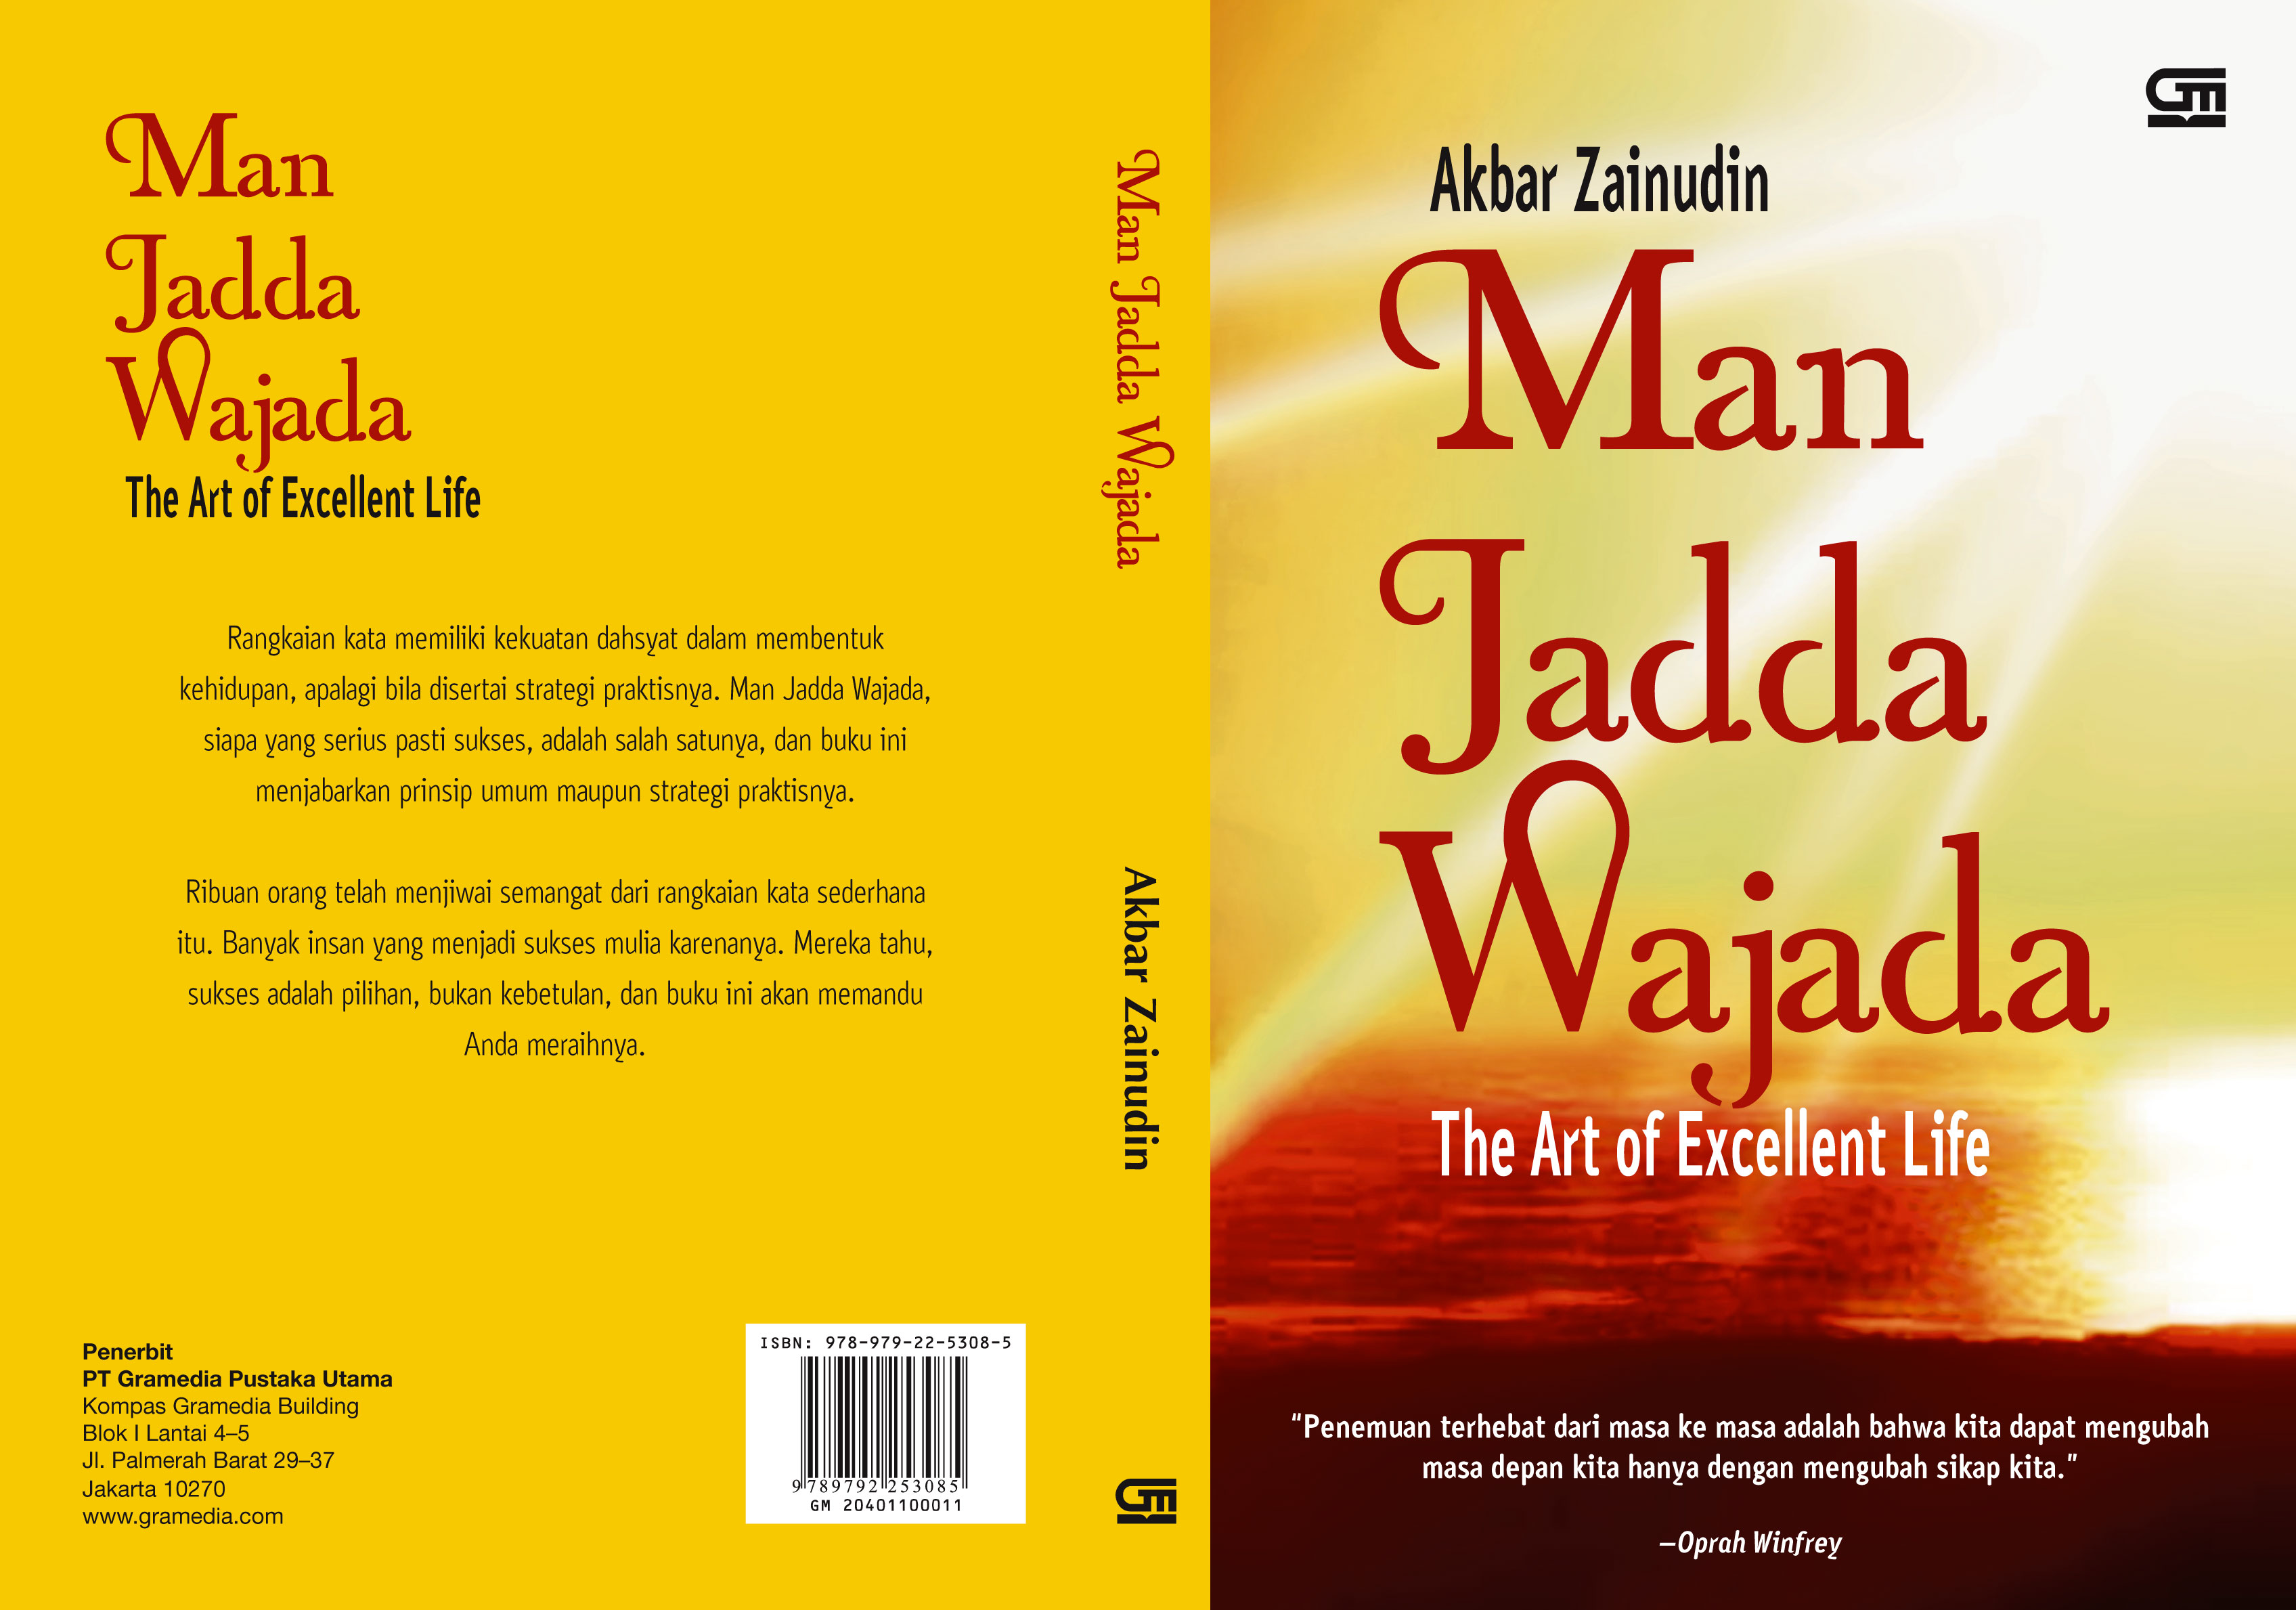 Man
Jadda
Wajada
The Art of Excellent Life
Rangkaian kata memiliki kekuatan dahsyat dalam membentuk
kehidupan, apalagi bila disertai strategi praktisnya. Man Jadda Wajada,
siapa yang serius pasti sukses, adalah salah satunya, dan buku ini
menjabarkan prinsip umum maupun strategi praktisnya.
Ribuan orang telah menjiwai semangat dari rangkaian kata sederhana
itu. Banyak insan yang menjadi sukses mulia karenanya. Mereka tahu,
sukses adalah pilihan, bukan kebetulan, dan buku ini akan memandu
Anda meraihnya.
Penerbit
PT Gramedia Pustaka Utama
Kompas Gramedia Building
Blok I Lantai 4–5
Jl. Palmerah Barat 29–37
Jakarta 10270
www.gramedia.com
ISBN: 978-979-22-5308-5
9 789792 253085
GM 20401100011
Man Jadda Wajada
Akbar Zainudin
Akbar Zainudin
Man
Jadda
Wajada
The Art of Excellent Life
“Penemuan terhebat dari masa ke masa adalah bahwa kita dapat mengubah
masa depan kita hanya dengan mengubah sikap kita.”
—Oprah Winfrey